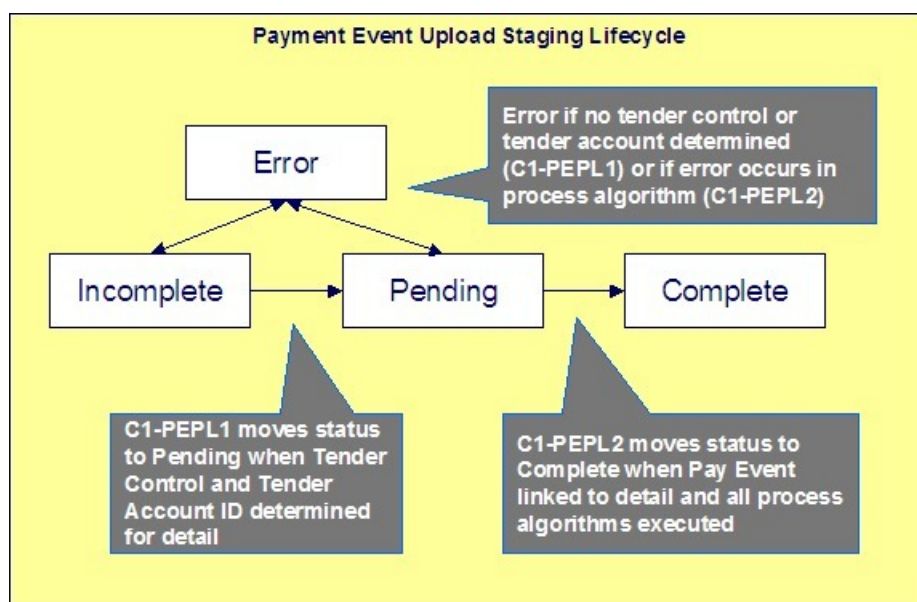 Payment Event Upload Staging Lifecycle
Error if no tender control or
tender account determined
(C1-PEPL1) or if error occurs in
process algorithm (C1-PEPL2)
Error
Incomplete
Pending
Complete
C1-PEPL1 moves status
to Pending when Tender
Control and Tender
Account ID determined
for detail
C1-PEPL2 moves status to
Complete when Pay Event
linked to detail and all process
algorithms executed